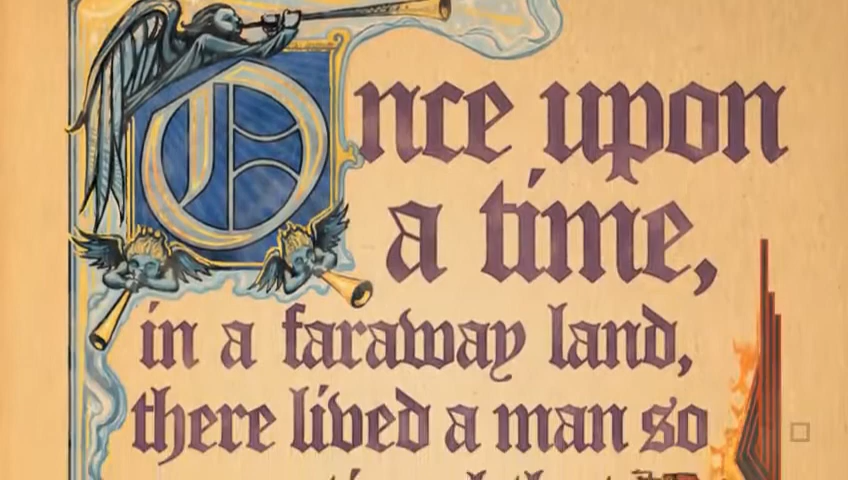 Once upon
a time,
in a faraway land,
there lived a man so